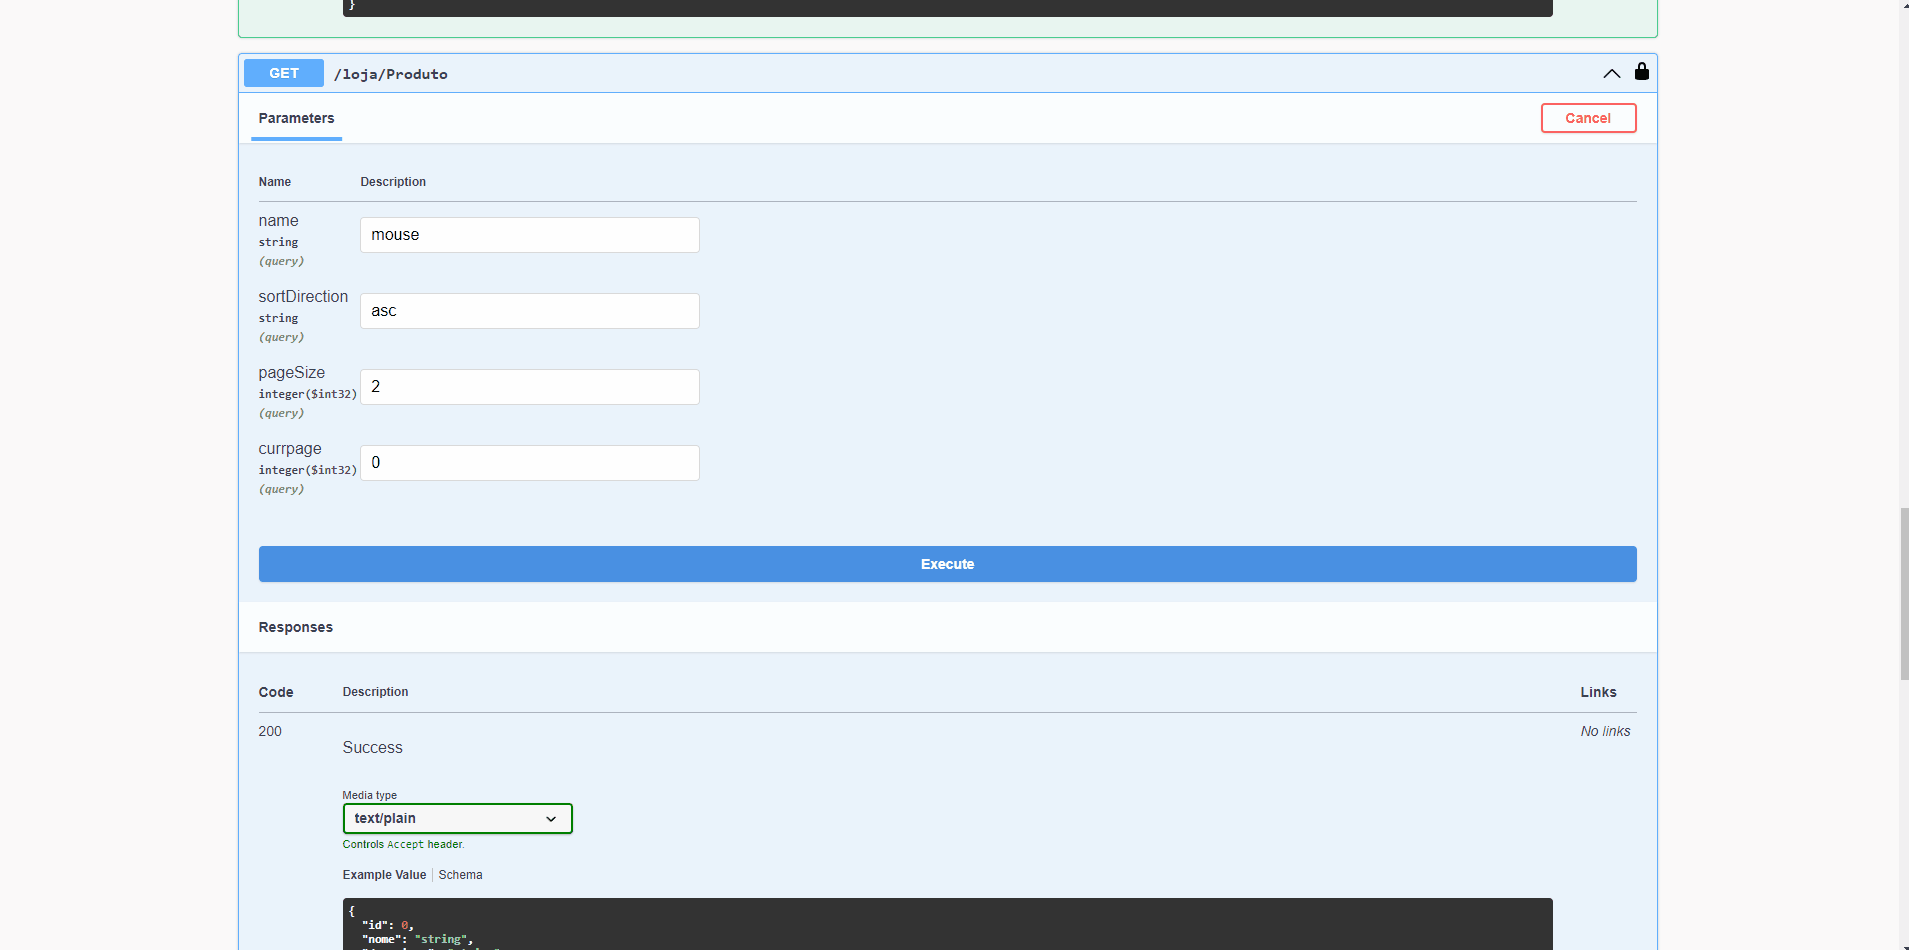 }
GET /loja/Produto
Parameters Cancel
Name Description
name
string
(query)
mouse
sortDirection
string
(query)
asc
pageSize
integer($int32)
(query)
2
currpage
integer($int32)
(query)
0
Execute
Responses
Code Description Links
200 Success No links
Media type
text/plain
Controls Accept header.
Example Value Schema
{
"id": 0,
"nome": "string",